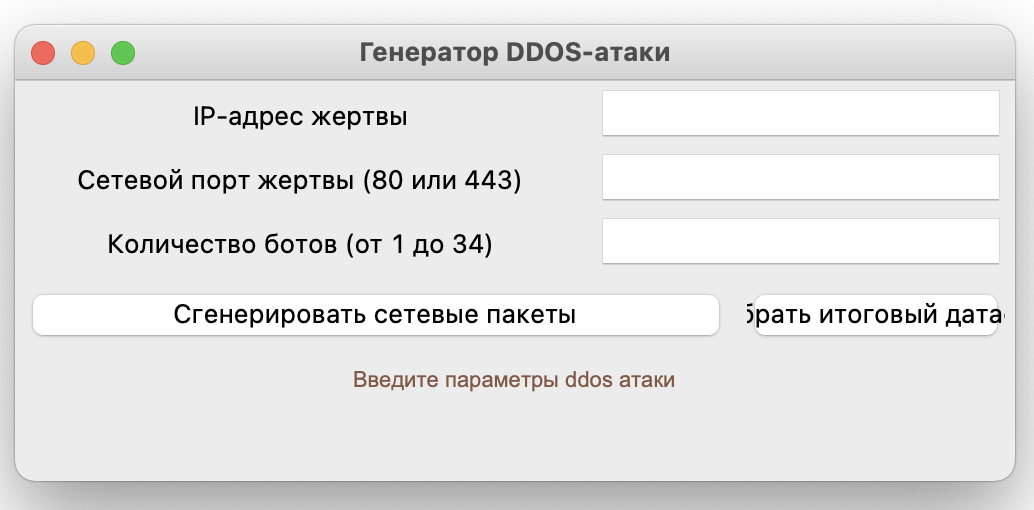 Генератор DDOS-атаки
IP-адрес жертвы
Сетевой порт жертвы (80 или 443)
Количество ботов (от 1 до 34)
Сгенерировать сетевые пакеты
брать итоговый дата
Введите параметры ddos атаки